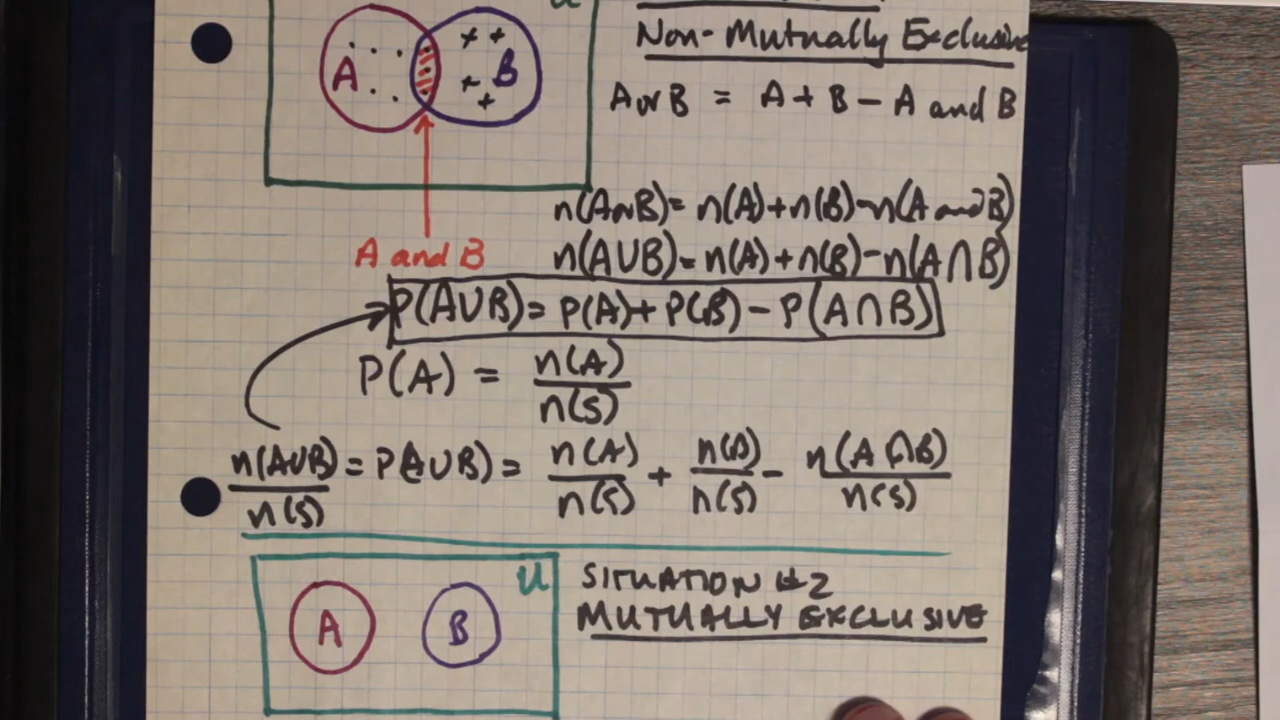 U
Non-Mutually Exclusive
A B
A or B = A + B - A and B
n(A or B) = n(A) + n(B) - n(A and B)
A and B
n(A∪B) = n(A) + n(B) - n(A∩B)
P(A∪B) = P(A) + P(B) - P(A∩B)
P(A) = n(A)/n(S)
n(A∪B)/n(S) = P(A∪B) = n(A)/n(S) + n(B)/n(S) - n(A∩B)/n(S)
U
SITUATION #2
MUTUALLY EXCLUSIVE
A B